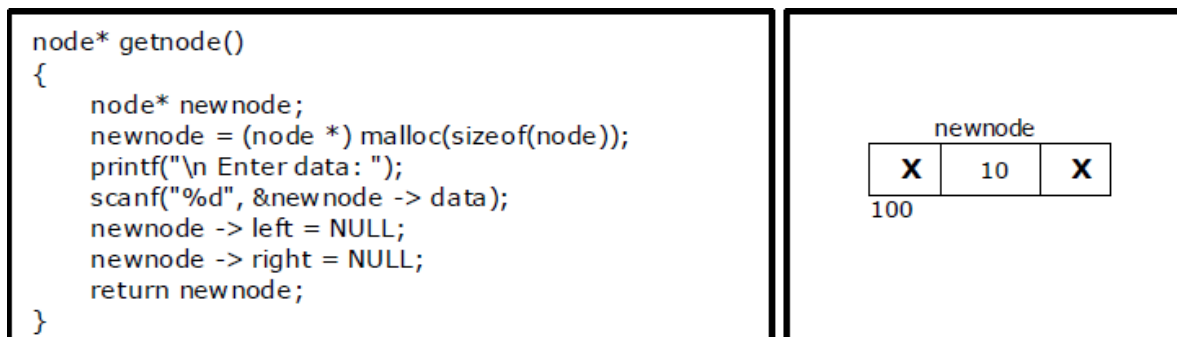 node* getnode()
{
node* newnode;
newnode = (node *) malloc(sizeof(node));
printf("\n Enter data: ");
scanf("%d", &newnode -> data);
newnode -> left = NULL;
newnode -> right = NULL;
return newnode;
}
newnode
X 10 X
100